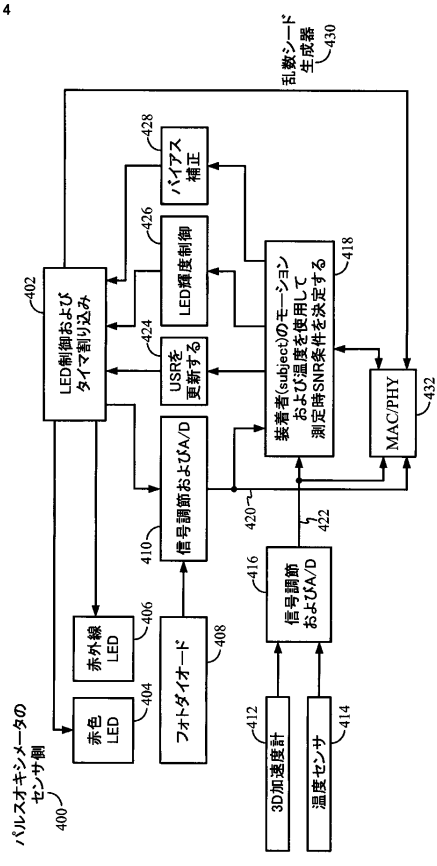 4
パルスオキシメータの
センサ側
400
赤色
LED
404
赤外線
LED
406
LED制御および
タイマ割り込み
402
フォトダイオード
408
信号調節およびA/D
410
USRを
更新する
424
LED輝度制御
426
バイアス
補正
428
乱数シード
生成器
430
3D加速度計
412
温度センサ
414
信号調節
およびA/D
416
420
422
装着者(subject)のモーション
および温度を使用して
測定時SNR条件を決定する
418
MAC/PHY
432